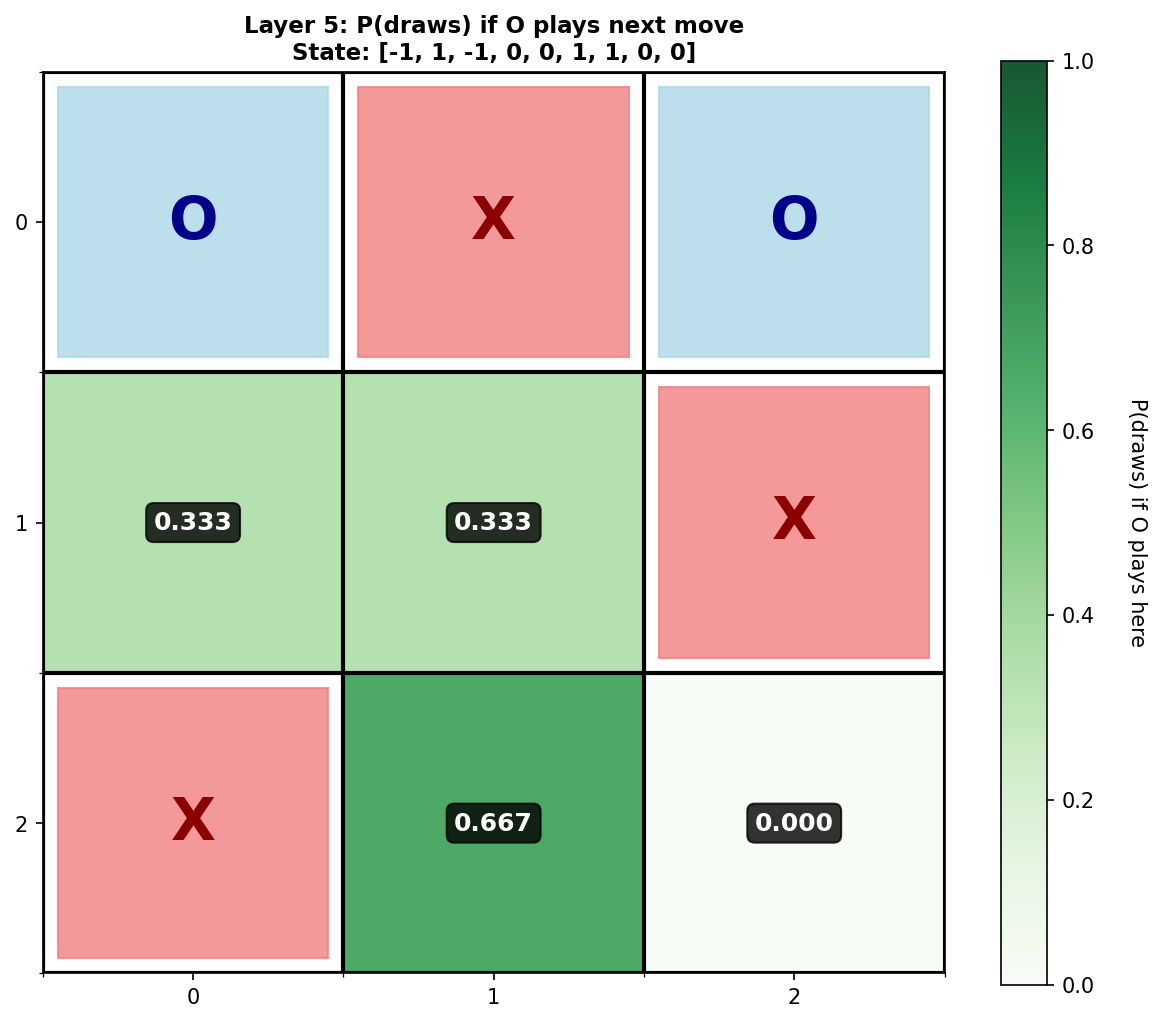 Layer 5: P(draws) if O plays next move
State: [-1, 1, -1, 0, 0, 1, 1, 0, 0]
O X O
0.333 0.333 X
X 0.667 0.000
0
1
2
0 1 2
1.0
0.8
0.6
0.4
0.2
0.0
P(draws) if O plays here